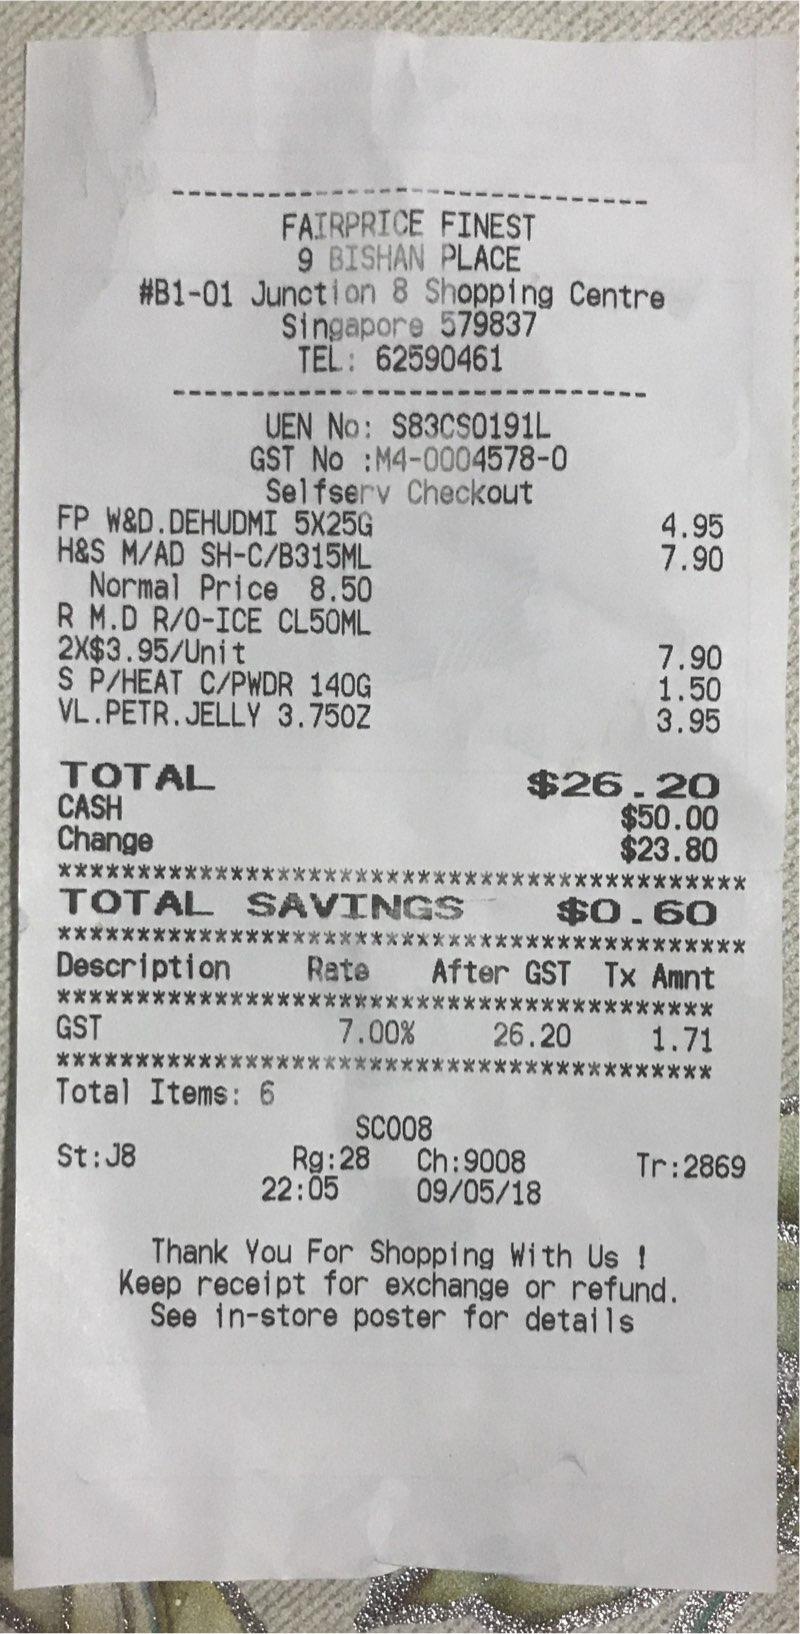 ----------------------------------------
FAIRPRICE FINEST
9 BISHAN PLACE
#B1-01 Junction 8 Shopping Centre
Singapore 579837
TEL: 62590461
----------------------------------------
UEN No: S83CS0191L
GST No :M4-0004578-0
Selfserv Checkout
FP W&D.DEHUDMI 5X25G 4.95
H&S M/AD SH-C/B315ML 7.90
Normal Price 8.50
R M.D R/O-ICE CL50ML
2X$3.95/Unit 7.90
S P/HEAT C/PWDR 140G 1.50
VL.PETR.JELLY 3.75OZ 3.95
TOTAL $26.20
CASH $50.00
Change $23.80
********************************************
TOTAL SAVINGS $0.60
********************************************
Description Rate After GST Tx Amnt
******************************************
GST 7.00% 26.20 1.71
******************************************
Total Items: 6
SC008
St:J8 Rg:28 Ch:9008 Tr:2869
22:05 09/05/18
Thank You For Shopping With Us !
Keep receipt for exchange or refund.
See in-store poster for details